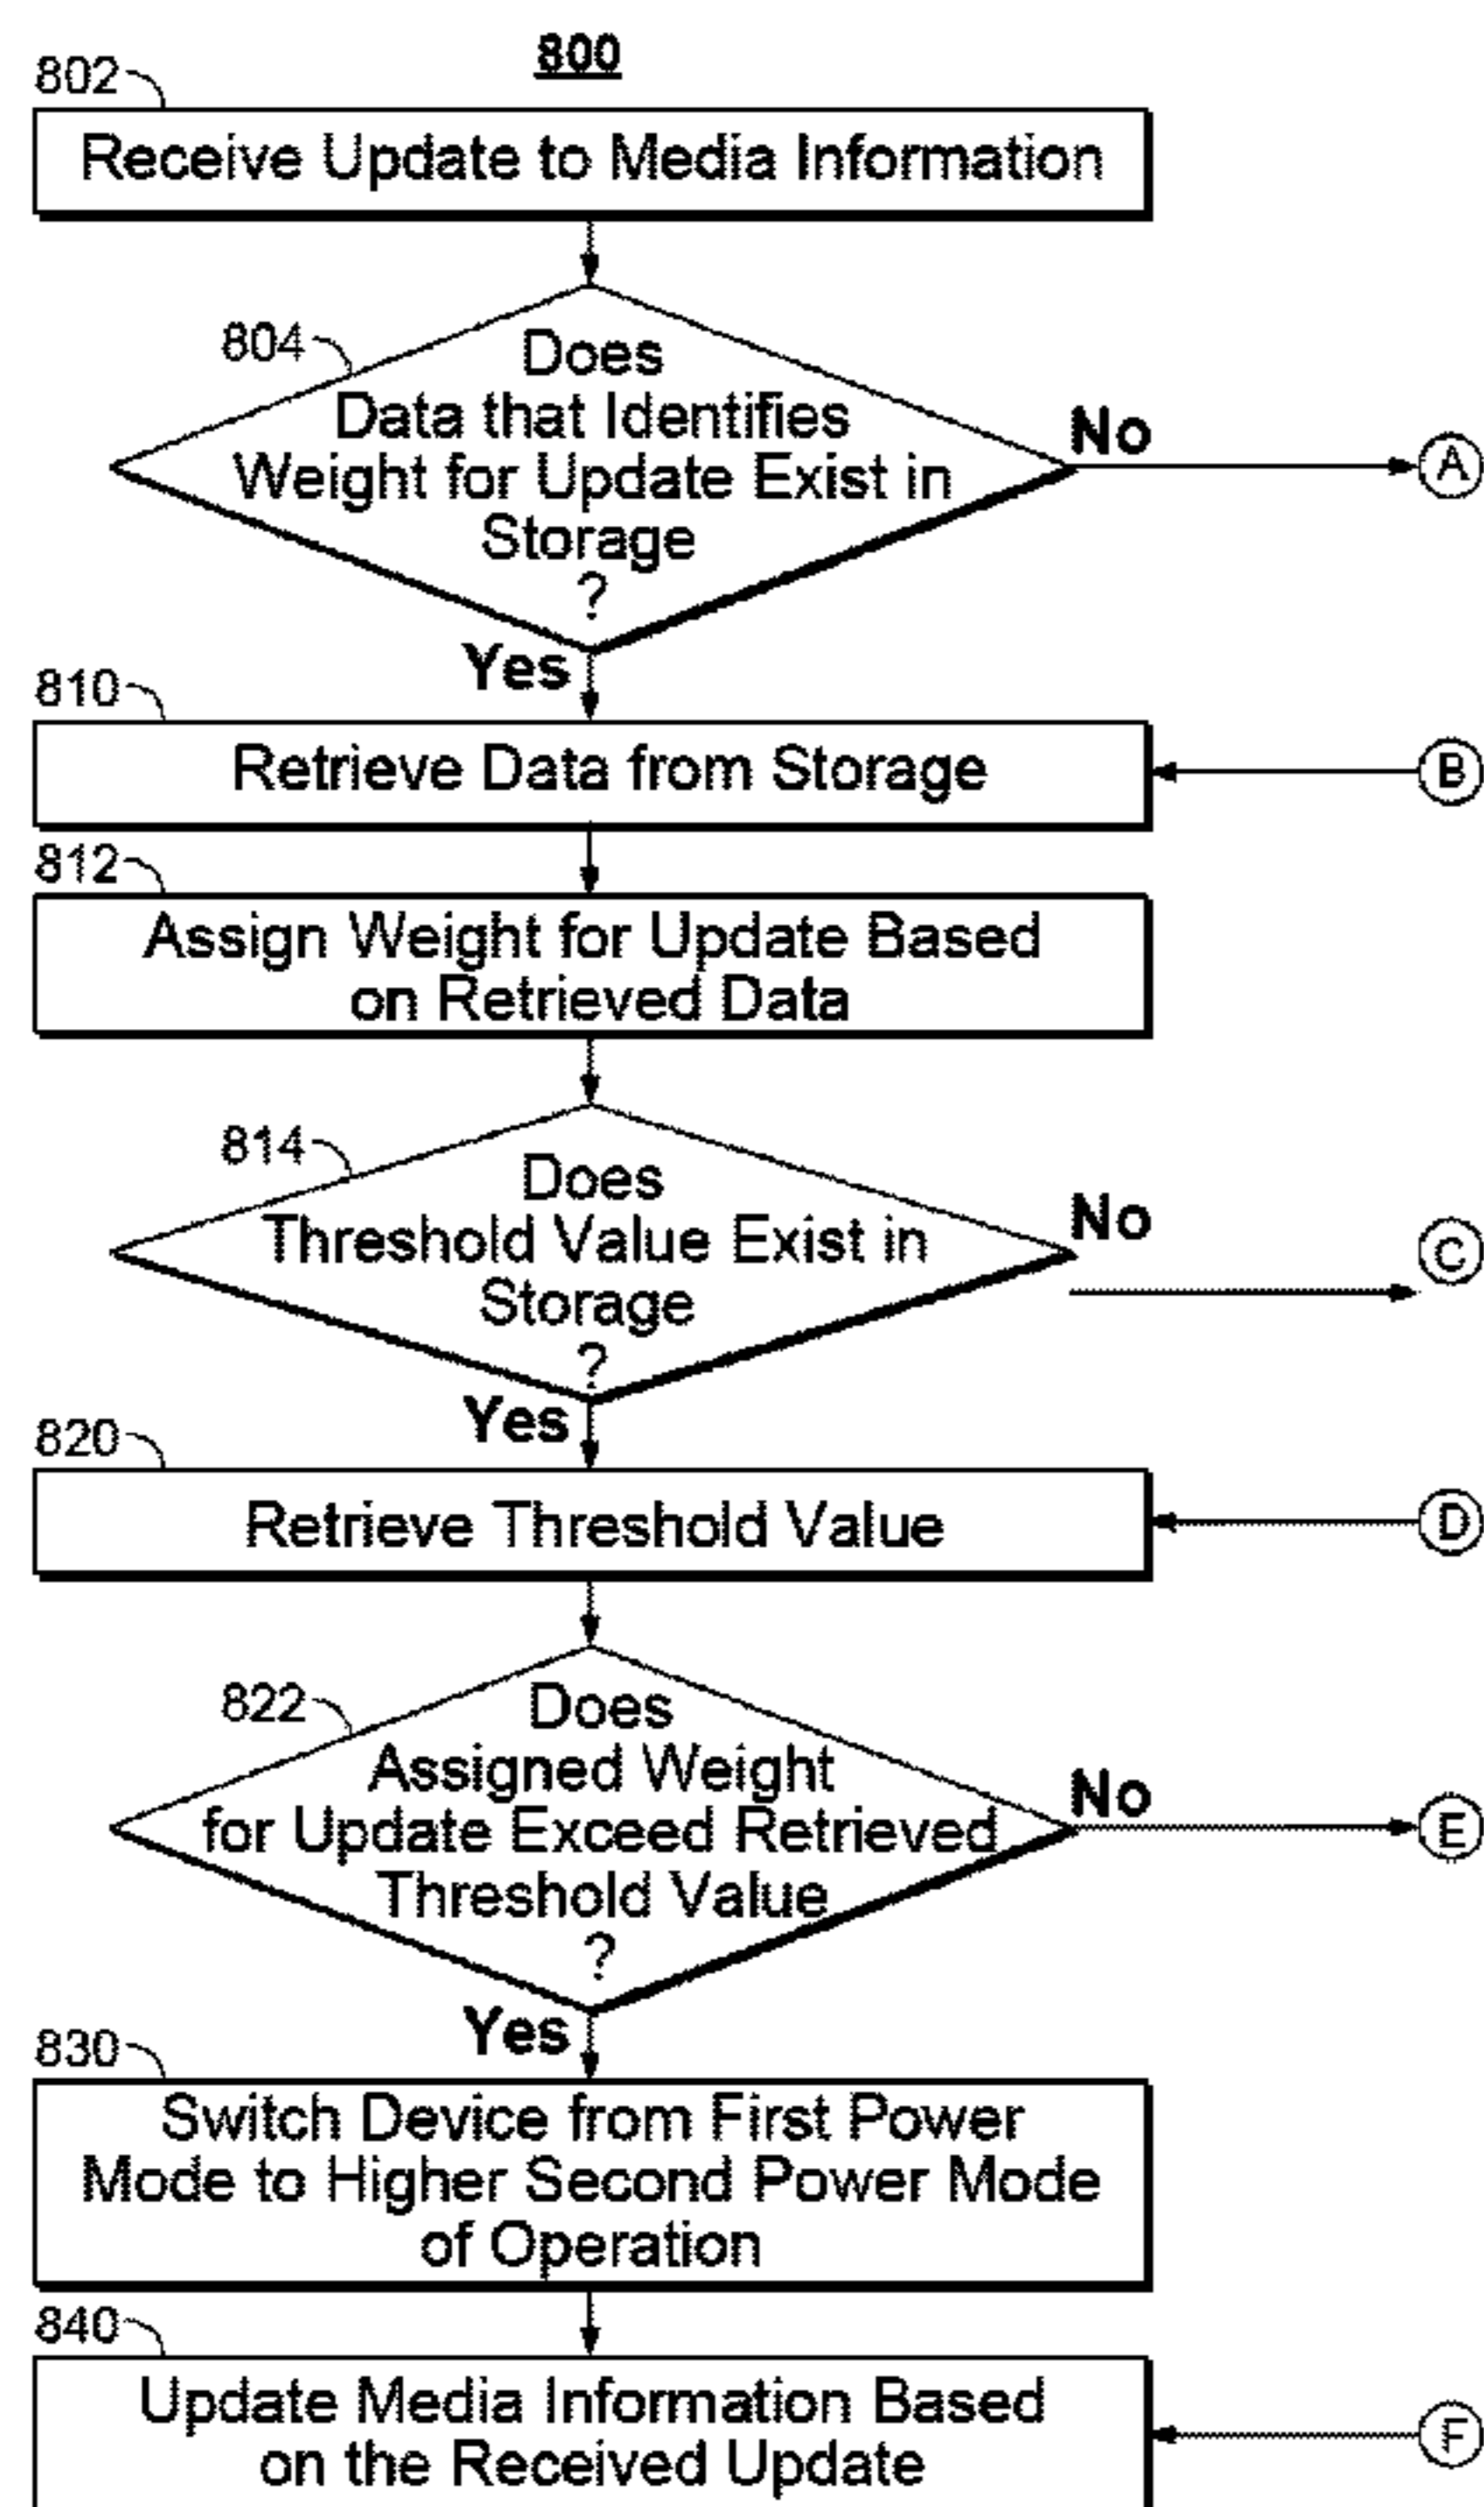 800
802
Receive Update to Media Information
804
Does
Data that Identifies
Weight for Update Exist in
Storage
?
No
A
Yes
810
Retrieve Data from Storage
B
812
Assign Weight for Update Based
on Retrieved Data
814
Does
Threshold Value Exist in
Storage
?
No
C
Yes
820
Retrieve Threshold Value
D
822
Does
Assigned Weight
for Update Exceed Retrieved
Threshold Value
?
No
E
Yes
830
Switch Device from First Power
Mode to Higher Second Power Mode
of Operation
840
Update Media Information Based
on the Received Update
F